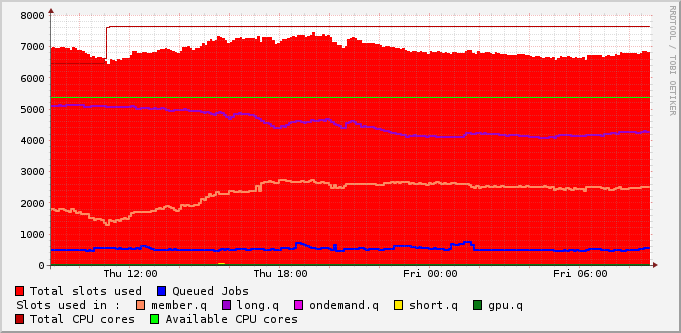 8000
7000
6000
5000
4000
3000
2000
1000
0
Thu 12:00 Thu 18:00 Fri 00:00 Fri 06:00
Total slots used Queued Jobs
Slots used in : member.q long.q ondemand.q short.q gpu.q
Total CPU cores Available CPU cores
RRDTOOL / TOBI OETIKER